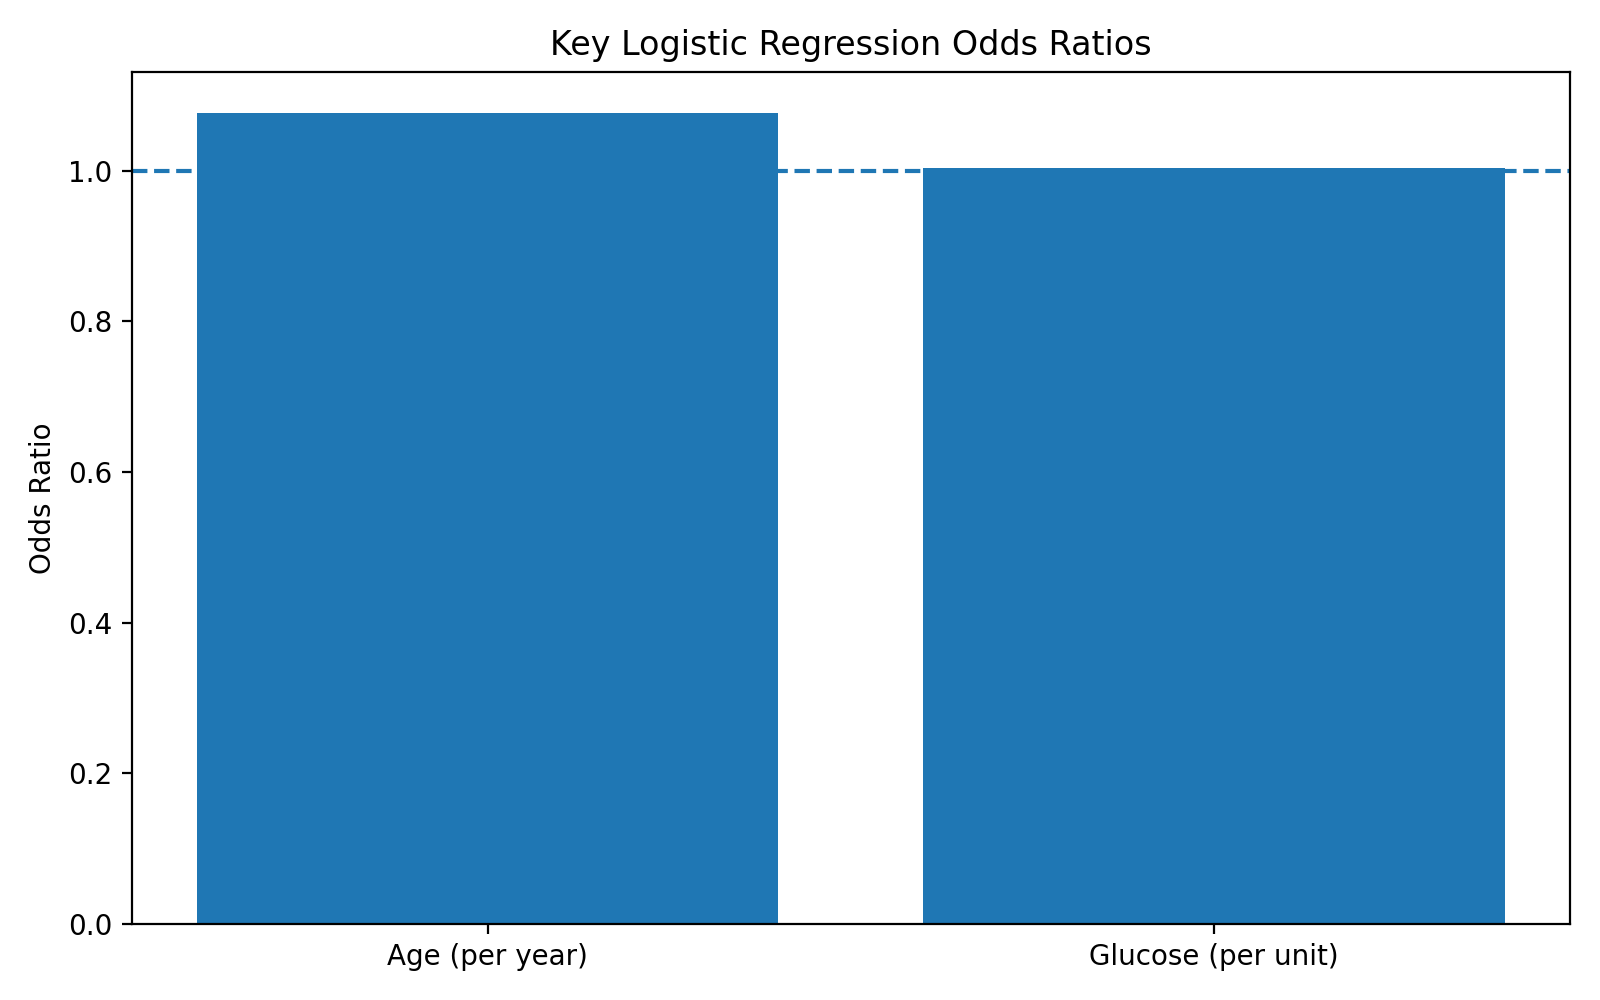 Key Logistic Regression Odds Ratios
Odds Ratio
1.0
0.8
0.6
0.4
0.2
0.0
Age (per year)
Glucose (per unit)